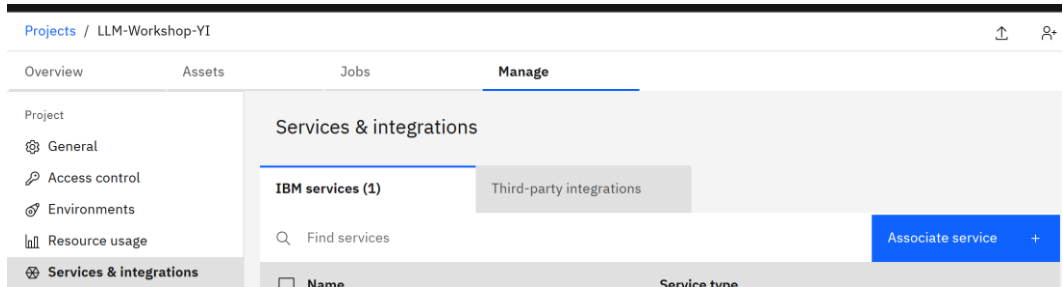 Projects / LLM-Workshop-YI
Overview Assets Jobs Manage
Project
General
Access control
Environments
Resource usage
Services & integrations
Services & integrations
IBM services (1) Third-party integrations
Find services Associate service +
Name Service type